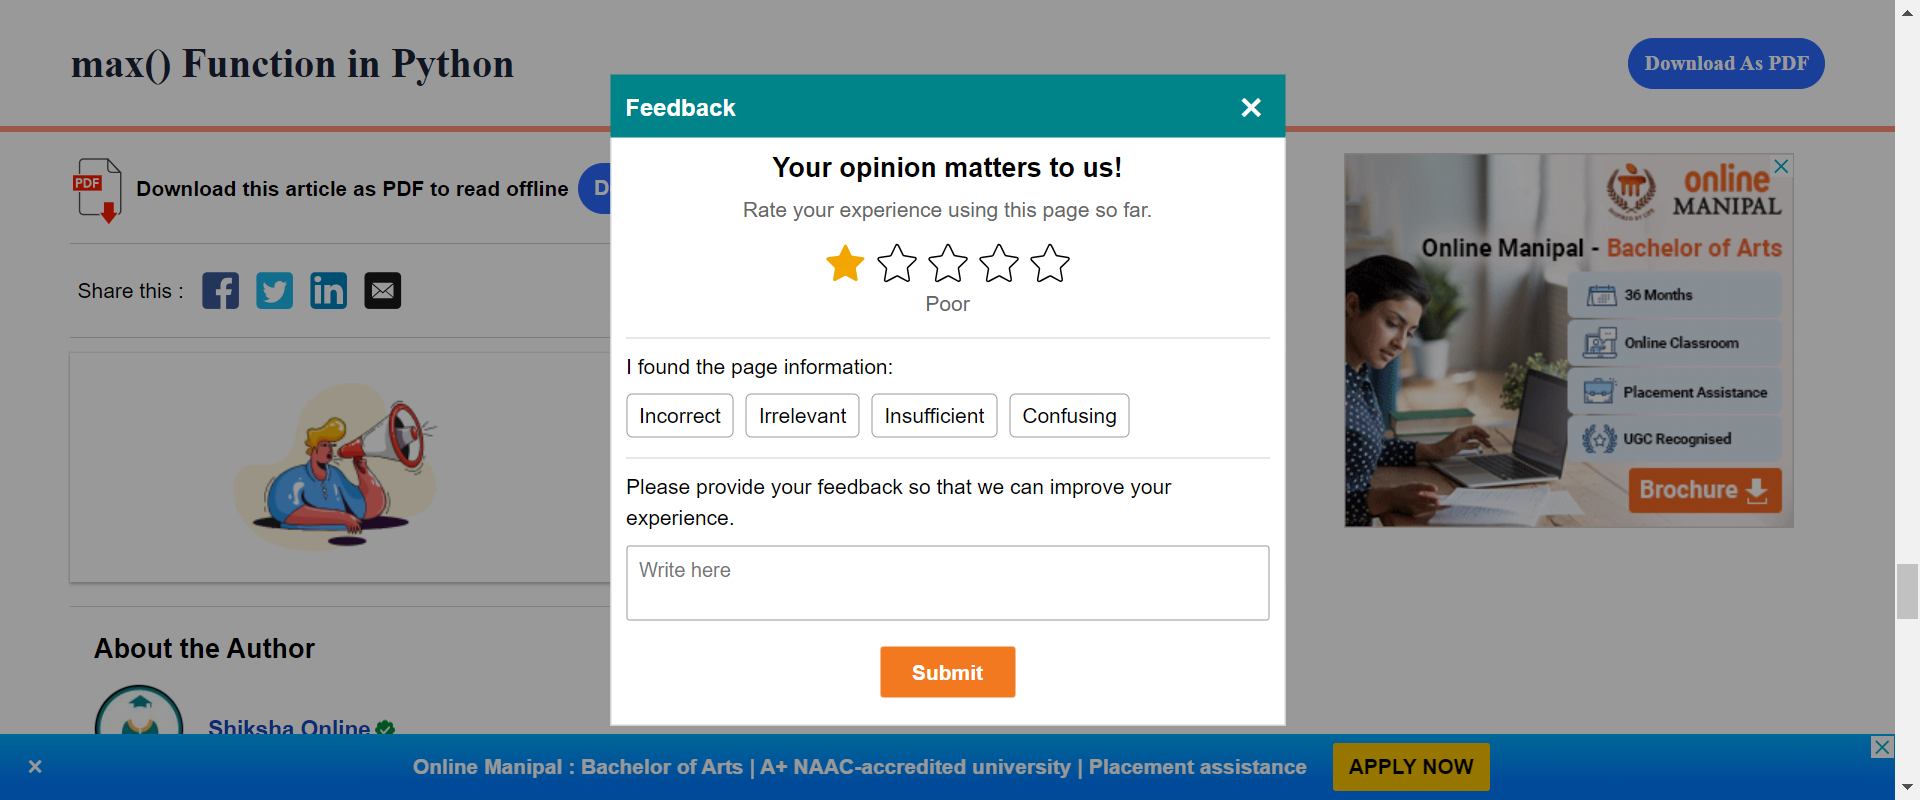 max() Function in Python
Download As PDF
PDF
Download this article as PDF to read offline
D
Share this :
Feedback
Your opinion matters to us!
Rate your experience using this page so far.
Poor
I found the page information:
Incorrect
Irrelevant
Insufficient
Confusing
Please provide your feedback so that we can improve your
experience.
Write here
Submit
online
MANIPAL
INSPIRED BY LIFE
Online Manipal - Bachelor of Arts
36 Months
Online Classroom
Placement Assistance
UGC Recognised
Brochure
About the Author
Shiksha Online
Online Manipal : Bachelor of Arts | A+ NAAC-accredited university | Placement assistance
APPLY NOW